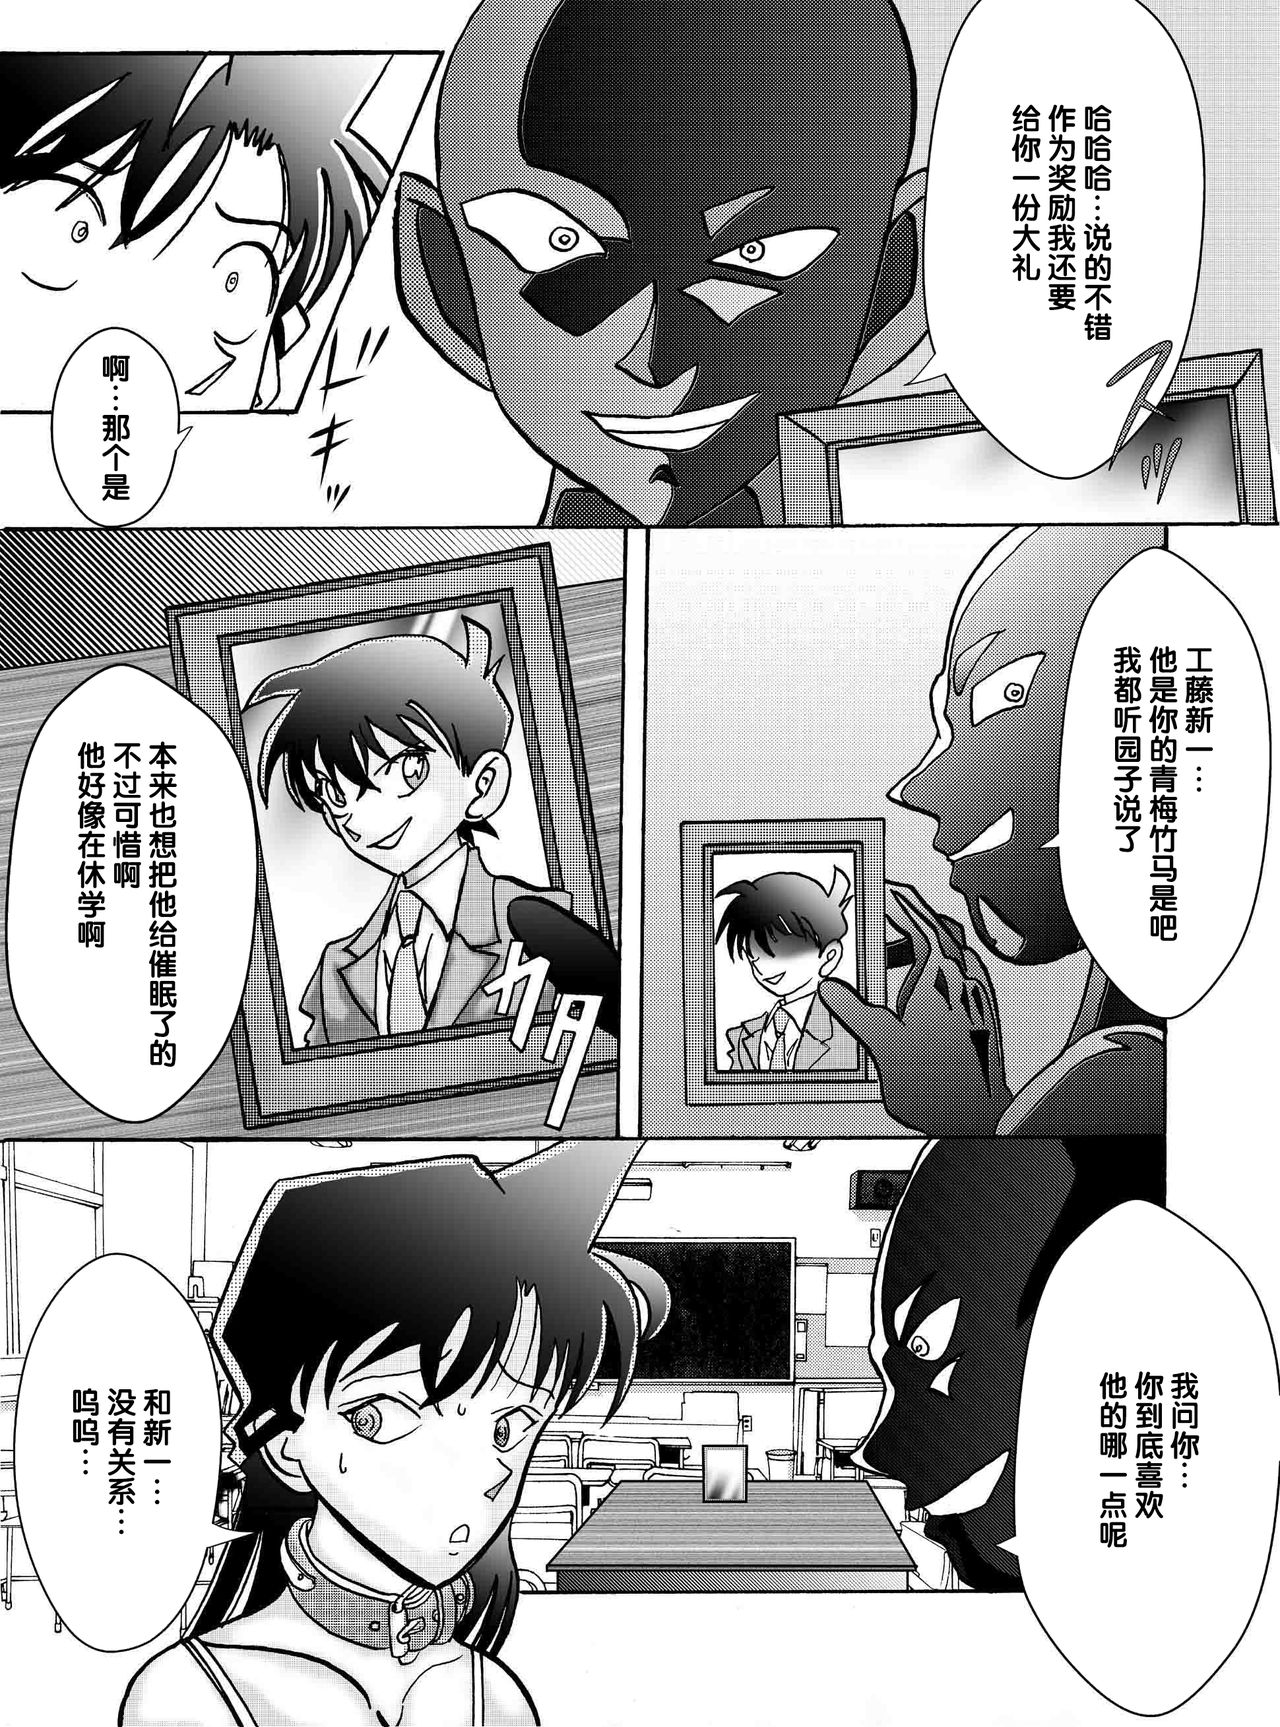 哈哈哈…说的不错
作为奖励我还要
给你一份大礼
啊…那个是
工藤新一…
他是你的青梅竹马是吧
我都听园子说了
本来也想把他给催眠了的
不过可惜啊
他好像在休学啊
我问你…
你到底喜欢
他的哪一点呢
和新一…
没有关系…
呜呜…